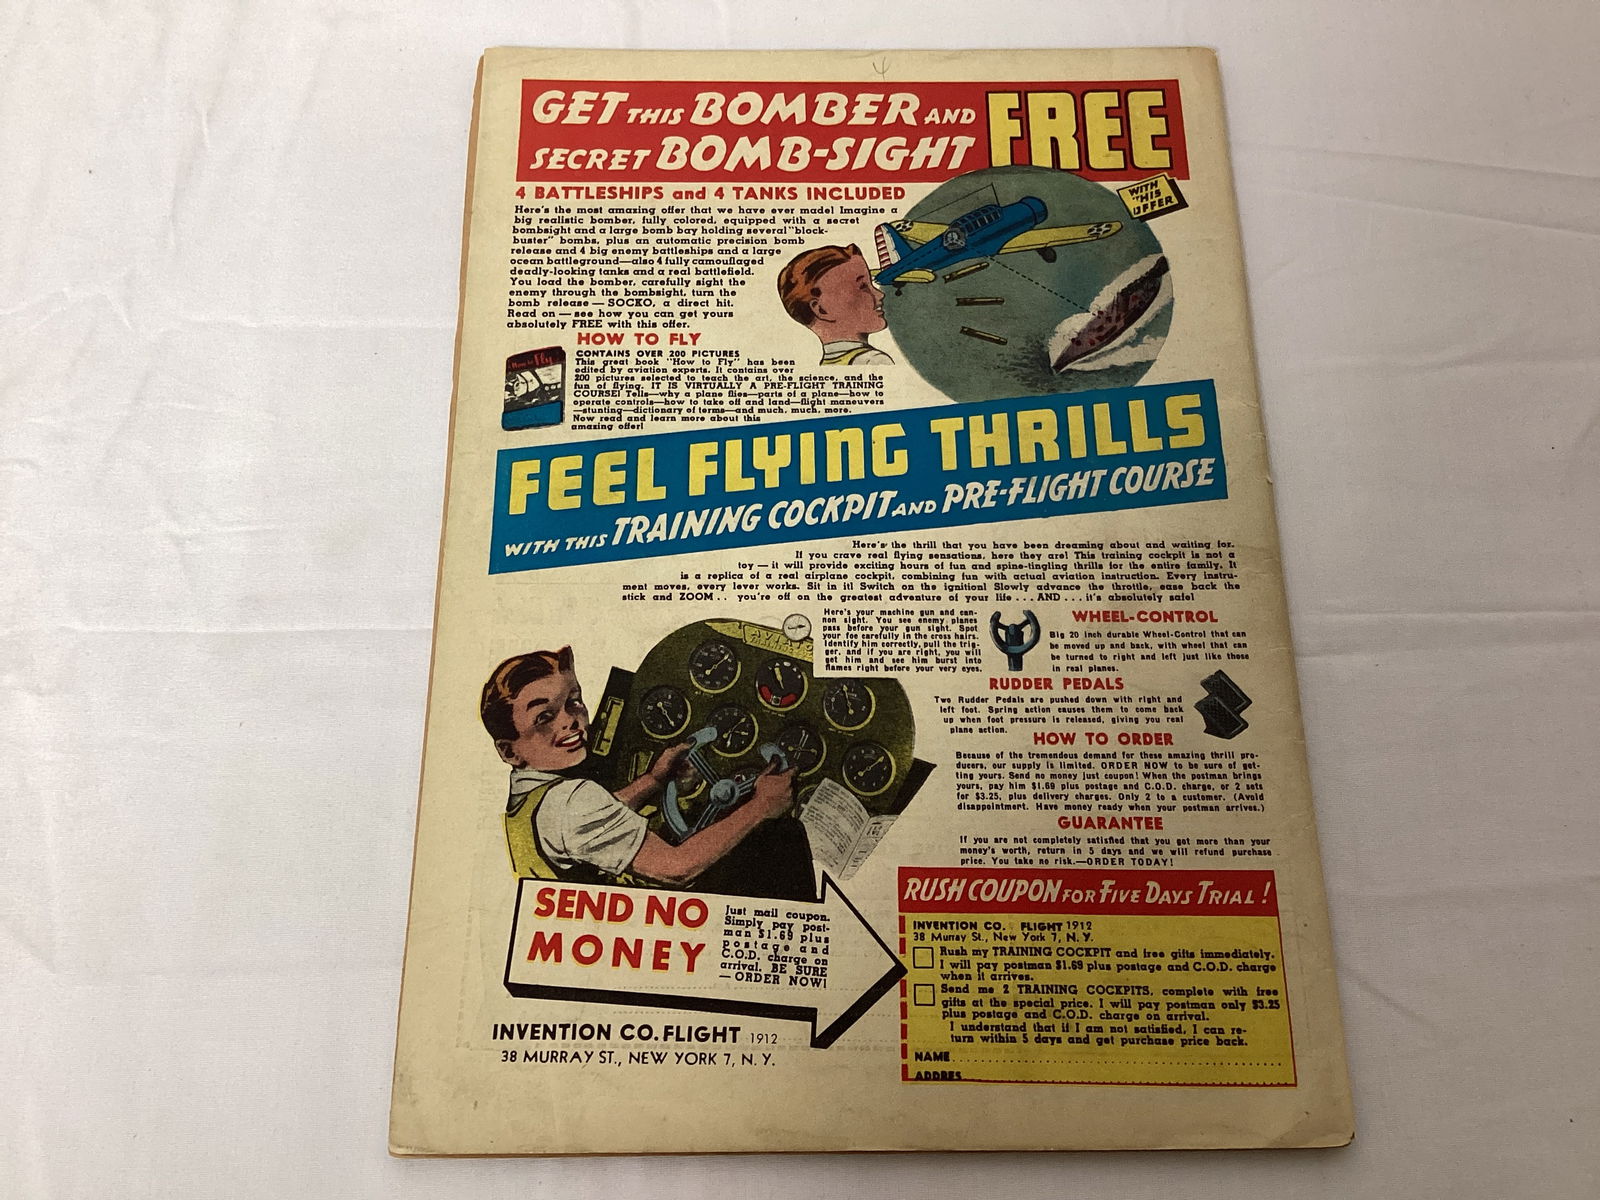 GET THIS BOMBER AND
SECRET BOMB-SIGHT FREE
WITH THIS OFFER
4 BATTLESHIPS and 4 TANKS INCLUDED
Here's the most amazing offer that we have ever made! Imagine a
big realistic bomber, fully colored, equipped with a secret
bombsight and a large bomb bay holding several "block-
buster" bombs, plus an automatic precision bomb
release and 4 big enemy battleships and a large
ocean battleground—also 4 fully camouflaged
deadly-looking tanks and a real battlefield.
You load the bomber, carefully sight the
enemy through the bombsight, turn the
bomb release — SOCKO, a direct hit.
Read on — see how you can get yours
absolutely FREE with this offer.
HOW TO FLY
How to Fly
CONTAINS OVER 200 PICTURES
This great book "How to Fly" has been
edited by aviation experts. It contains over
200 pictures selected to teach the art, the science, and the
fun of flying. IT IS VIRTUALLY A PRE-FLIGHT TRAINING
COURSE! Tells—why a plane flies—parts of a plane—how to
operate controls—how to take off and land—flight maneuvers
—stunting—dictionary of terms—and much, much, more.
Now read and learn more about this
amazing offer!
FEEL FLYING THRILLS
WITH THIS TRAINING COCKPIT AND PRE-FLIGHT COURSE
Here's the thrill that you have been dreaming about and waiting for.
If you crave real flying sensations, here they are! This training cockpit is not a
toy — it will provide exciting hours of fun and spine-tingling thrills for the entire family. It
is a replica of a real airplane cockpit, combining fun with actual aviation instruction. Every instru-
ment moves, every lever works. Sit in it! Switch on the ignition! Slowly advance the throttle, ease back the
stick and ZOOM . . you're off on the greatest adventure of your life . . . AND . . . it's absolutely safe!
Here's your machine gun and can-
non sight. You see enemy planes
pass before your gun sight. Spot
your foe carefully in the cross hairs.
Identify him correctly, pull the trig-
ger, and if you are right, you will
get him and see him burst into
flames right before your very eyes.
WHEEL-CONTROL
Big 20 inch durable Wheel-Control that can
be moved up and back, with wheel that can
be turned to right and left just like those
in real planes.
RUDDER PEDALS
Two Rudder Pedals are pushed down with right and
left foot. Spring action causes them to come back
up when foot pressure is released, giving you real
plane action.
HOW TO ORDER
Because of the tremendous demand for these amazing thrill pro-
ducers, our supply is limited. ORDER NOW to be sure of get-
ting yours. Send no money just coupon! When the postman brings
yours, pay him $1.69 plus postage and C.O.D. charge, or 2 sets
for $3.25, plus delivery charges. Only 2 to a customer. (Avoid
disappointment. Have money ready when your postman arrives.)
GUARANTEE
If you are not completely satisfied that you got more than your
money's worth, return in 5 days and we will refund purchase
price. You take no risk.—ORDER TODAY!
SEND NO
MONEY
Just mail coupon.
Simply pay post-
man $1.69 plus
postage and
C.O.D. charge on
arrival. BE SURE
—ORDER NOW!
INVENTION CO. FLIGHT 1912
38 MURRAY ST., NEW YORK 7, N. Y.
RUSH COUPON FOR FIVE DAYS TRIAL !
INVENTION CO. FLIGHT 1912
38 Murray St., New York 7, N. Y.
Rush my TRAINING COCKPIT and free gifts immediately.
I will pay postman $1.69 plus postage and C.O.D. charge
when it arrives.
Send me 2 TRAINING COCKPITS, complete with free
gifts at the special price. I will pay postman only $3.25
plus postage and C.O.D. charge on arrival.
I understand that if I am not satisfied, I can re-
turn within 5 days and get purchase price back.
NAME
ADDRES